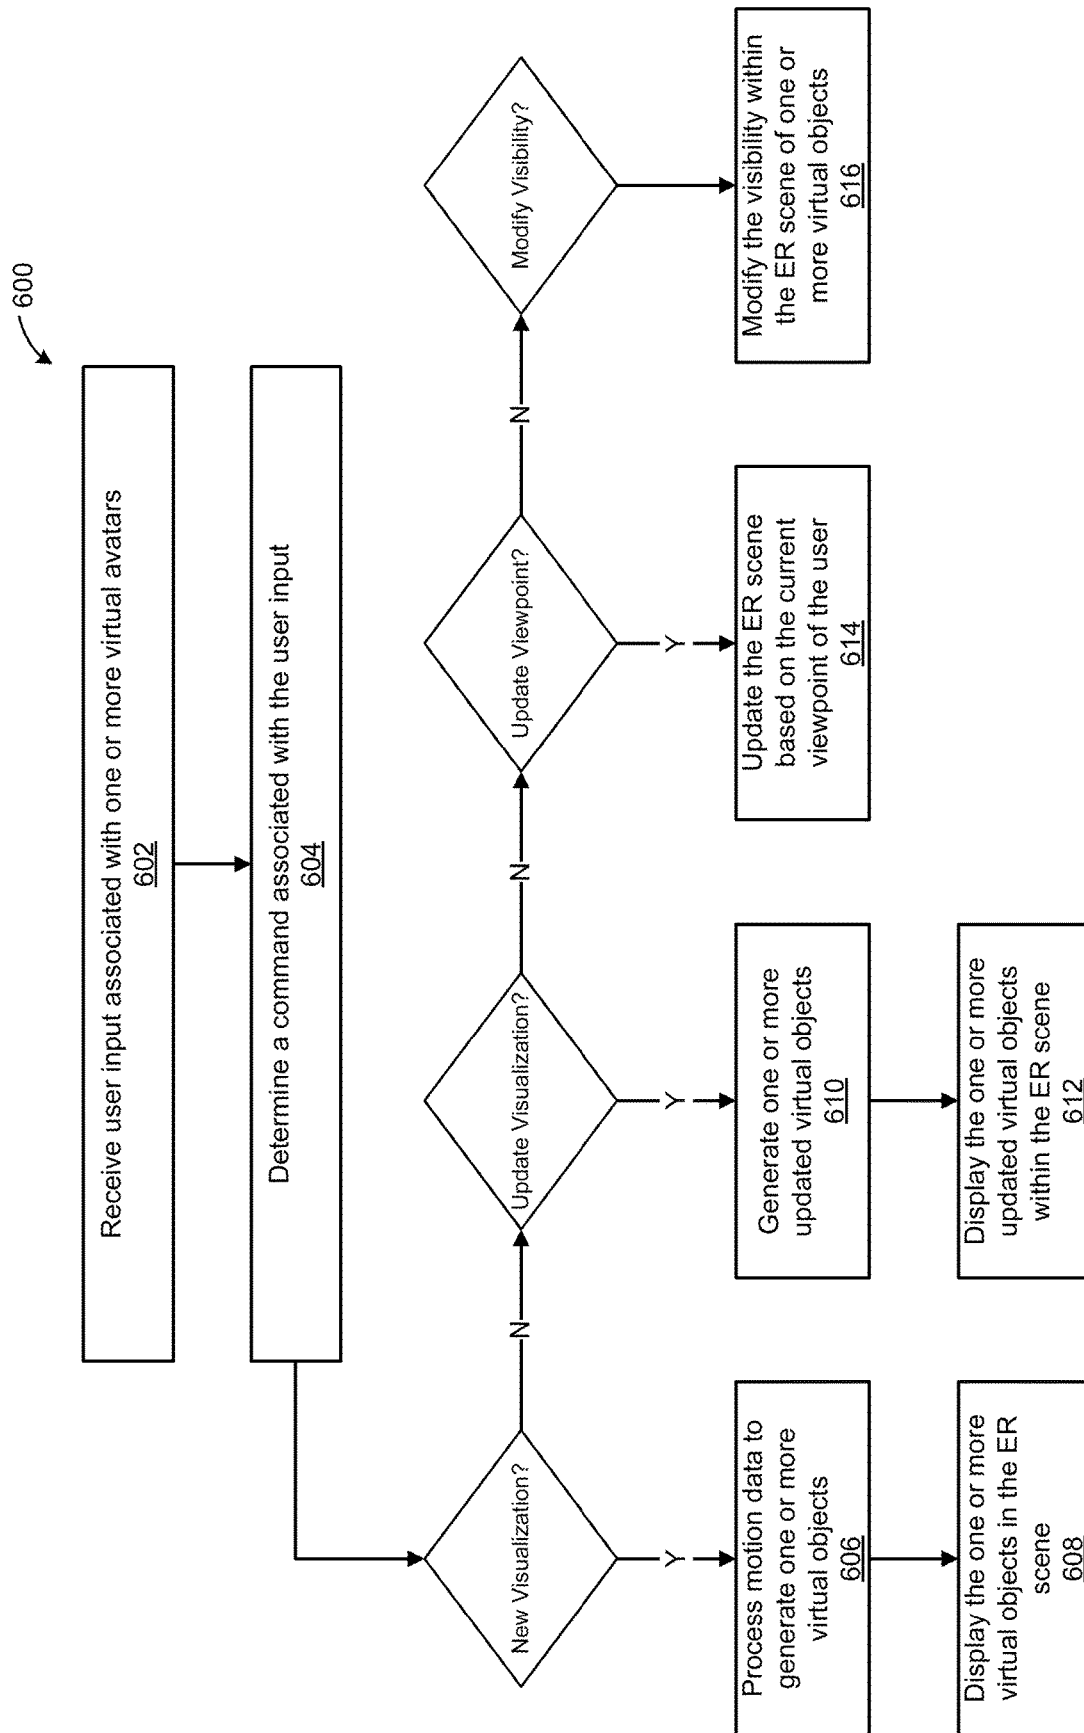 600
Receive user input associated with one or more virtual avatars
602
Determine a command associated with the user input
604
New Visualization?
N
Update Visualization?
N
Update Viewpoint?
N
Modify Visibility?
Y
Process motion data to
generate one or more
virtual objects
606
Display the one or more
virtual objects in the ER
scene
608
Y
Generate one or more
updated virtual objects
610
Display the one or more
updated virtual objects
within the ER scene
612
Y
Update the ER scene
based on the current
viewpoint of the user
614
Modify the visibility within
the ER scene of one or
more virtual objects
616